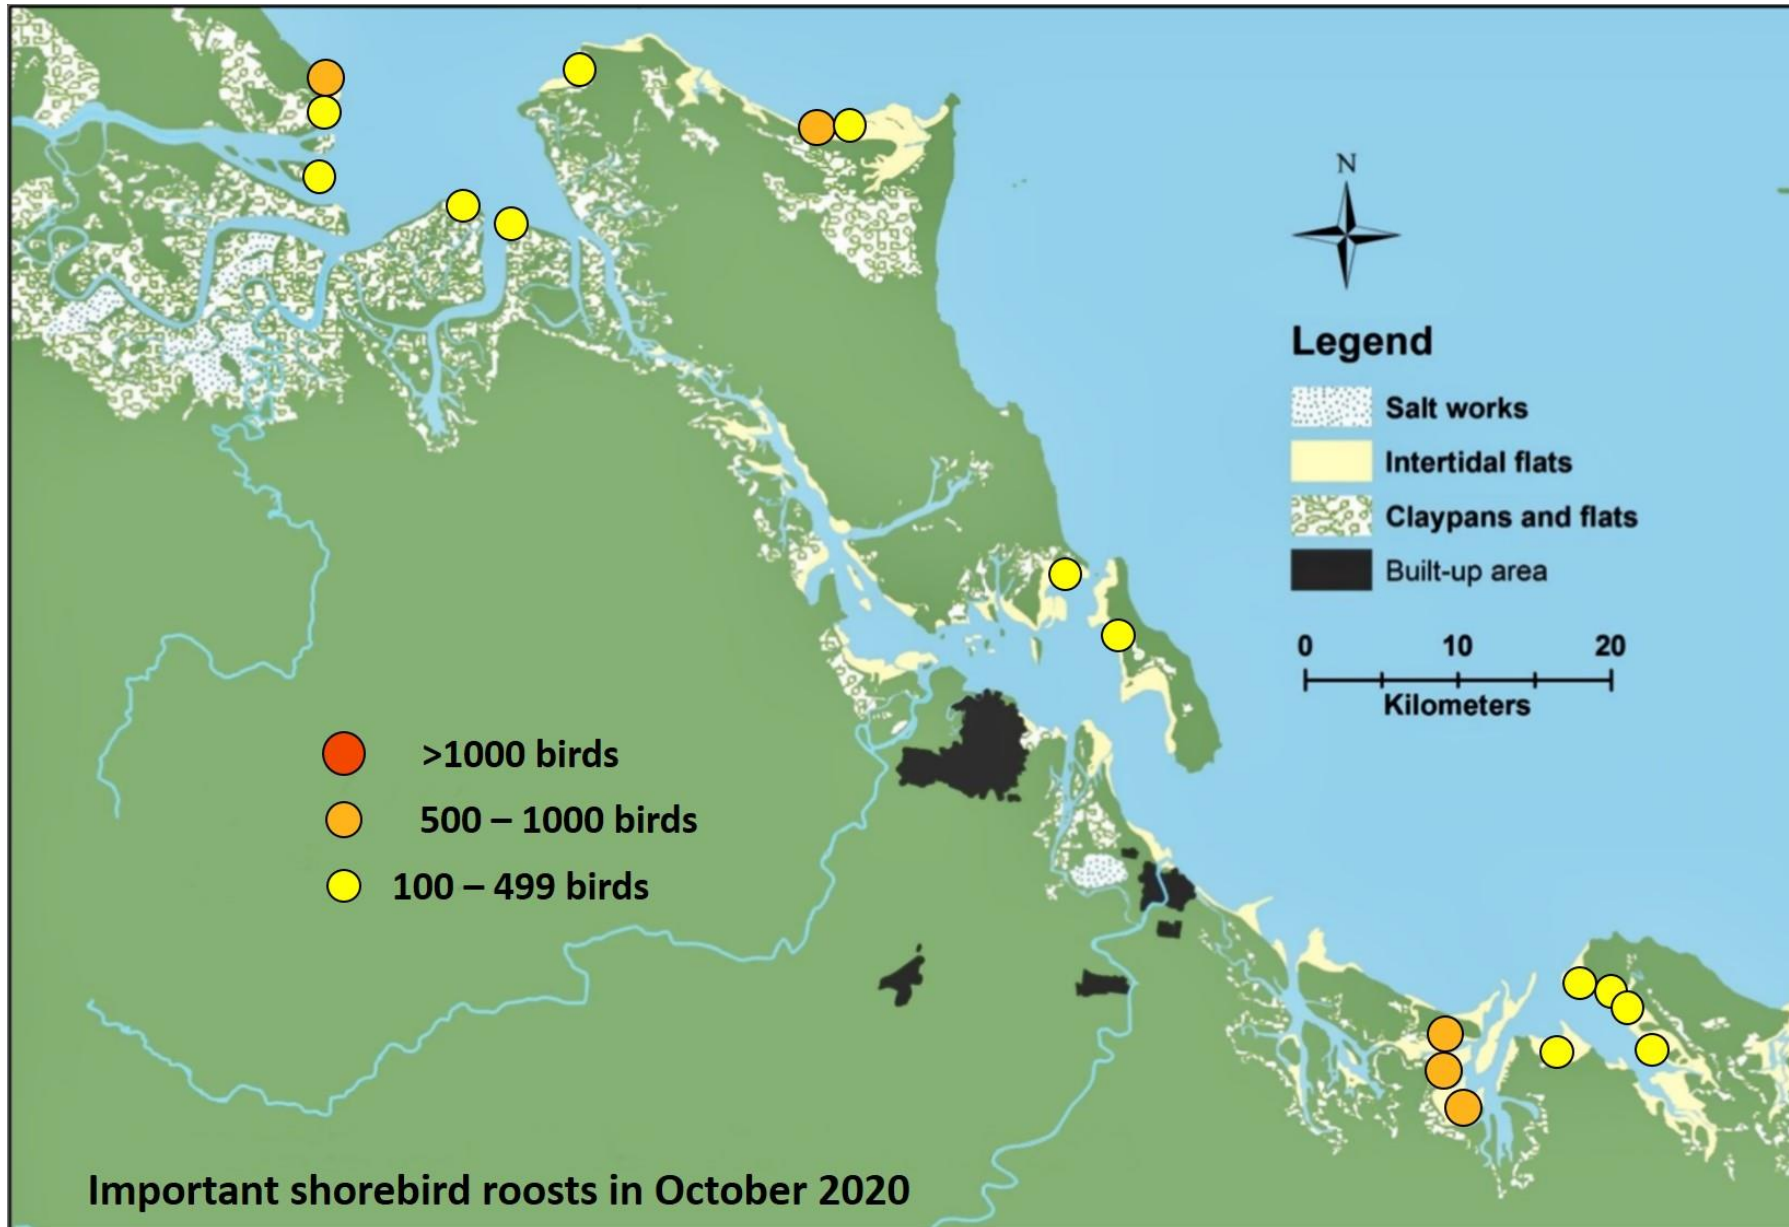 N
Legend
Salt works
Intertidal flats
Claypans and flats
Built-up area
0 10 20
Kilometers
>1000 birds
500 – 1000 birds
100 – 499 birds
Important shorebird roosts in October 2020